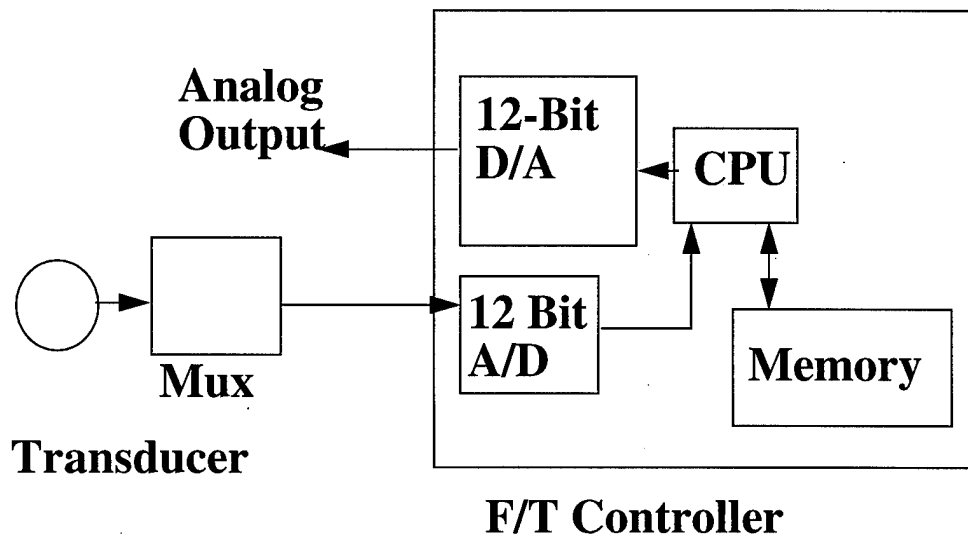 Analog
Output
12-Bit
D/A
CPU
12 Bit
A/D
Memory
Mux
Transducer
F/T Controller